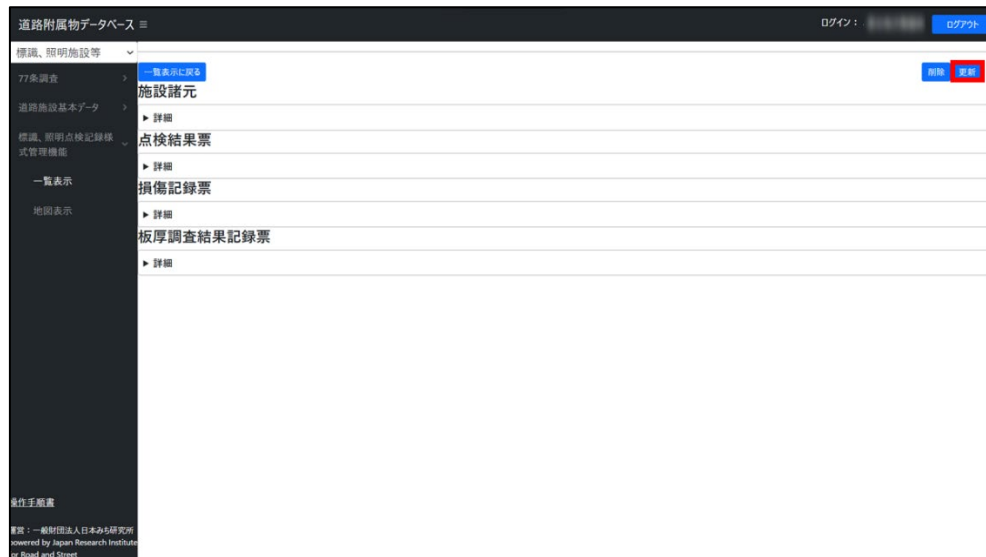 道路附属物データベース
ログイン：
ログアウト
標識、照明施設等
77条調査
道路施設基本データ
標識、照明点検記録様
式管理機能
一覧表示
地図表示
一覧表示に戻る
削除
更新
施設諸元
▶ 詳細
点検結果票
▶ 詳細
損傷記録票
▶ 詳細
板厚調査結果記録票
▶ 詳細
操作手順書
運営：一般財団法人日本みち研究所
powered by Japan Research Institute
for Road and Street